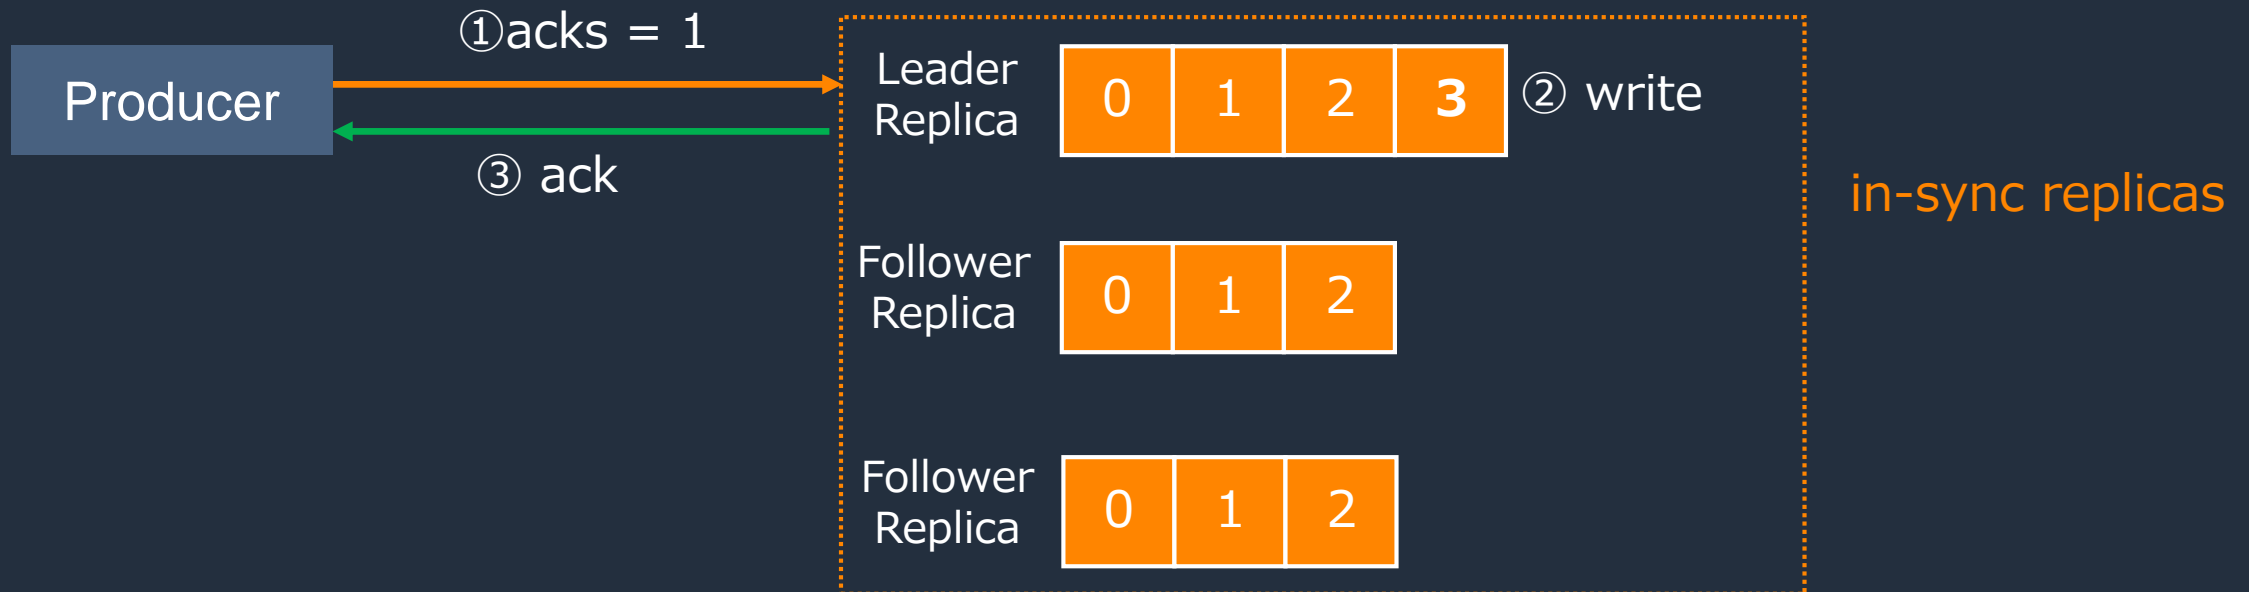 ①acks = 1
Producer
③ ack
Leader
Replica
0 1 2 3
② write
in-sync replicas
Follower
Replica
0 1 2
Follower
Replica
0 1 2